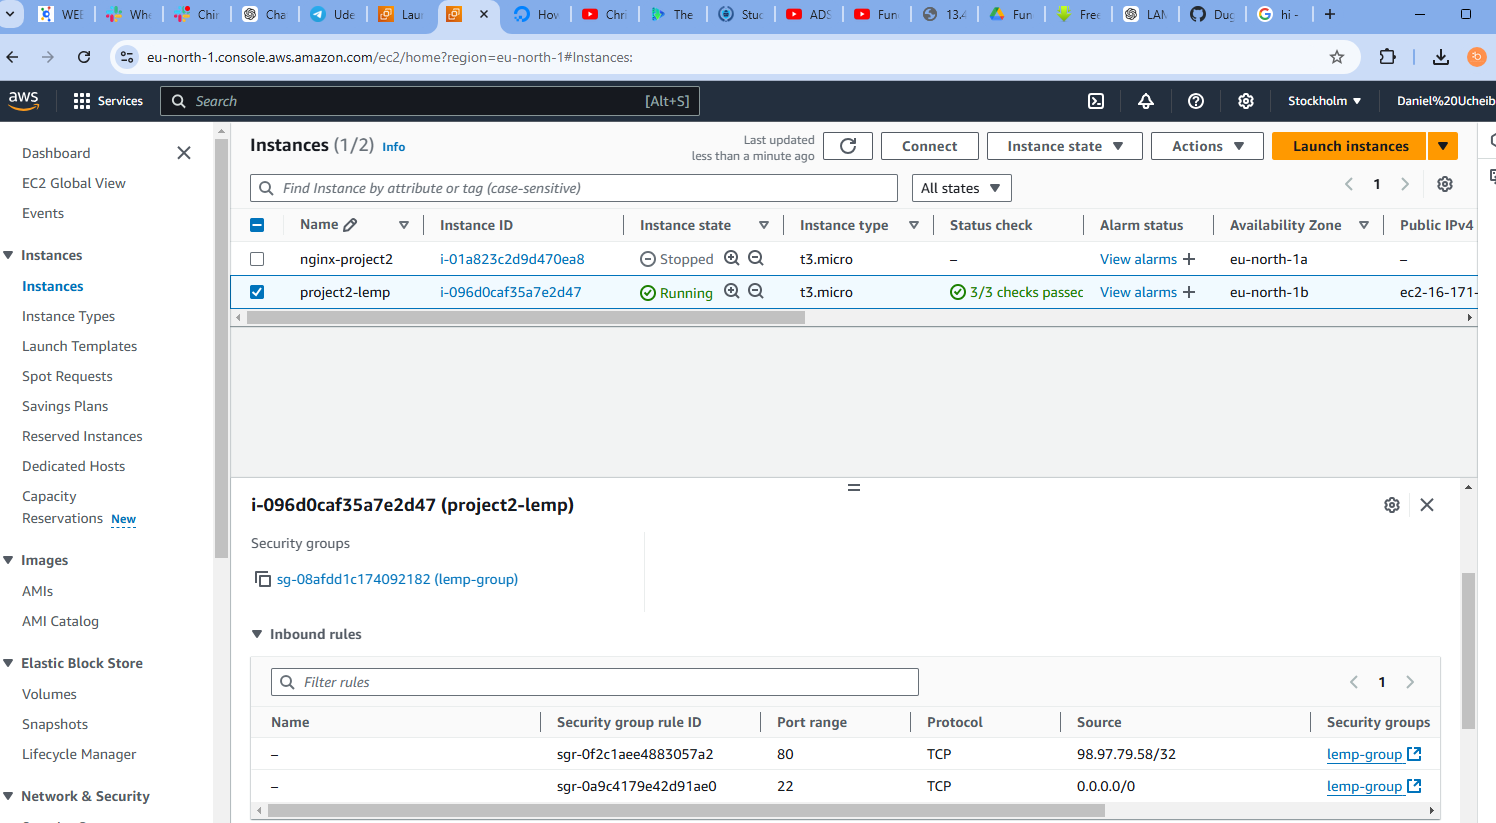 WEE
Whe
Chin
Cha
Ude
Lau
How
Chri
The
Stud
ADS
Fun
13.4
Fun
Free
LAM
Dug
hi -
eu-north-1.console.aws.amazon.com/ec2/home?region=eu-north-1#Instances:
aws
Services
Search
[Alt+S]
Stockholm
Daniel%20Ucheib
Dashboard
EC2 Global View
Events
Instances
Instances
Instance Types
Launch Templates
Spot Requests
Savings Plans
Reserved Instances
Dedicated Hosts
Capacity
Reservations New
Images
AMIs
AMI Catalog
Elastic Block Store
Volumes
Snapshots
Lifecycle Manager
Network & Security
Instances (1/2) Info
Last updated
less than a minute ago
Connect
Instance state
Actions
Launch instances
Find Instance by attribute or tag (case-sensitive)
All states
1
Name Instance ID Instance state Instance type Status check Alarm status Availability Zone Public IPv4
nginx-project2 i-01a823c2d9d470ea8 Stopped t3.micro – View alarms + eu-north-1a –
project2-lemp i-096d0caf35a7e2d47 Running t3.micro 3/3 checks passed View alarms + eu-north-1b ec2-16-171-
i-096d0caf35a7e2d47 (project2-lemp)
Security groups
sg-08afdd1c174092182 (lemp-group)
Inbound rules
Filter rules
1
Name Security group rule ID Port range Protocol Source Security groups
– sgr-0f2c1aee4883057a2 80 TCP 98.97.79.58/32 lemp-group
– sgr-0a9c4179e42d91ae0 22 TCP 0.0.0.0/0 lemp-group